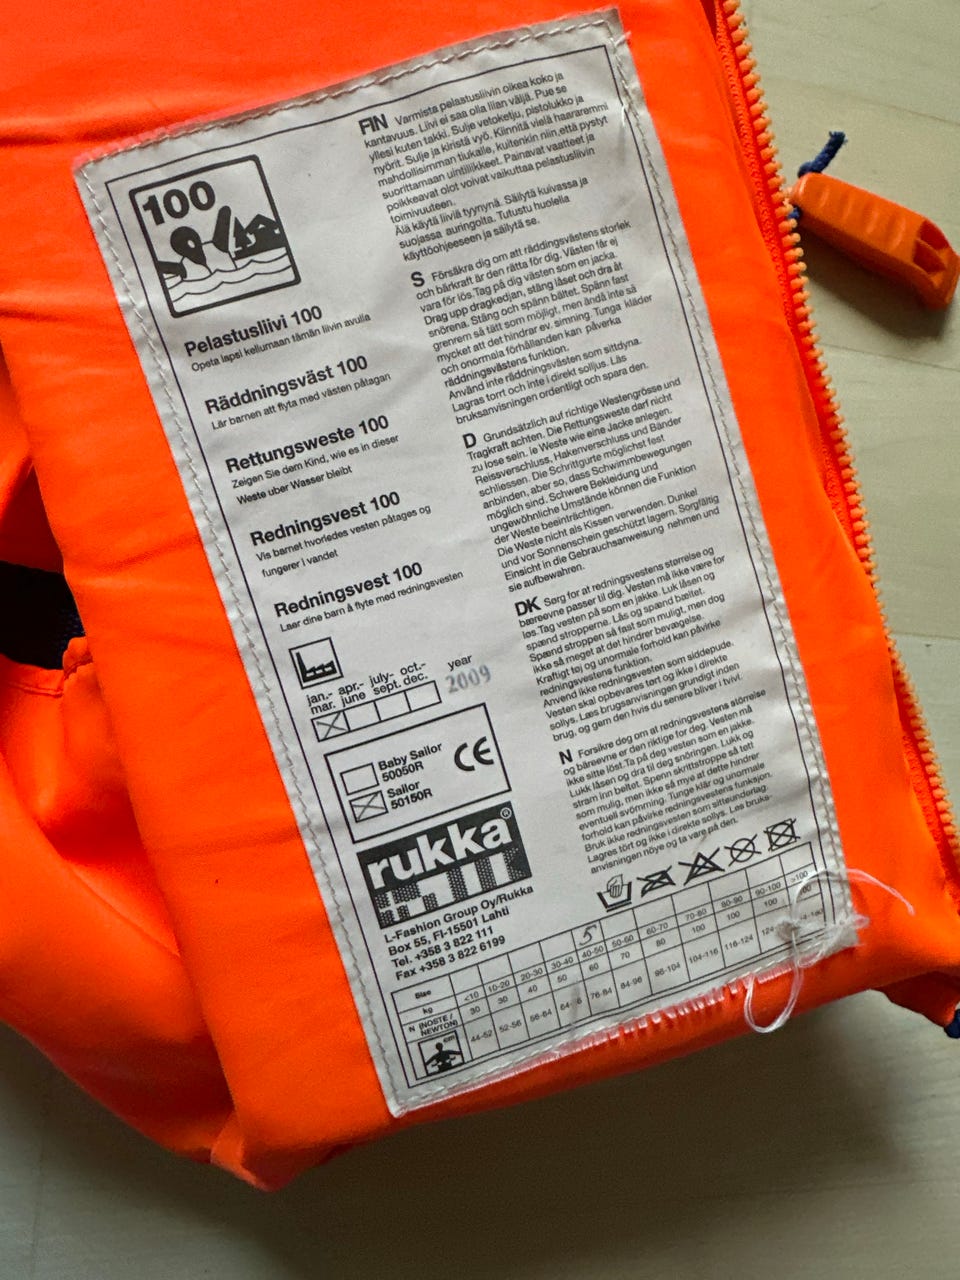 100
Pelastusliivi 100
Opeta lapsi kellumaan tämän liivin avulla
Räddningsväst 100
Lär barnen att flyta med västen påtagan
Rettungsweste 100
Zeigen Sie dem Kind, wie es in dieser
Weste uber Wasser bleibt
Redningsvest 100
Vis barnet hvorledes vesten påtages og
fungerer i vandet
Redningsvest 100
Laer dine barn å flyte med redningsvesten
jan.- apr.- july- oct.- year
mar. june sept. dec. 2009
Baby Sailor
50050R
Sailor
50150R
CE
rukka®
L-Fashion Group Oy/Rukka
Box 55, FI-15501 Lahti
Tel. +358 3 822 111
Fax +358 3 822 6199
FIN Varmista pelastusliivin oikea koko ja
kantavuus. Liivi ei saa olla liian väljä. Pue se
yllesi kuten takki. Sulje vetoketju, pistolukko ja
nyörit. Sulje ja kiristä vyö. Kiinnitä vielä haararemmi
mahdollisimman tiukalle, kuitenkin niin että pystyt
suorittamaan uintiliikkeet. Painavat vaatteet ja
poikkeavat olot voivat vaikuttaa pelastusliivin
toimivuuteen.
Älä käytä liiviä tyynynä. Säilytä kuivassa ja
suojassa auringolta. Tutustu huolella
käyttöohjeeseen ja säilytä se.
S Försäkra dig om att räddingsvästens storlek
och bärkraft är den rätta för dig. Västen får ej
vara för lös. Tag på dig västen som en jacka.
Drag upp dragkedjan, stäng låset och dra åt
snörena. Stäng och spänn bältet. Spänn fast
grenrem så tätt som möjligt, men ändå inte så
mycket att det hindrar ev. simning. Tunga kläder
och onormala förhållanden kan påverka
räddningsvästens funktion.
Använd inte räddningsvästen som sittdyna.
Lagras torrt och inte i direkt solljus. Läs
bruksanvisningen ordentligt och spara den.
D Grundsätzlich auf richtige Westengrösse und
Tragkraft achten. Die Rettungsweste darf nicht
zu lose sein. ie Weste wie eine Jacke anlegen.
Reissverschluss, Hakenverschluss und Bänder
schliessen. Die Schrittgurte möglichst fest
anbinden, aber so, dass Schwimmbewegungen
möglich sind. Schwere Bekleidung und
ungewöhnliche Umstände können die Funktion
der Weste beeinträchtigen.
Die Weste nicht als Kissen verwenden. Dunkel
und vor Sonnenschein geschützt lagern. Sorgfältig
Einsicht in die Gebrauchsanweisung nehmen und
sie aufbewahren.
DK Sørg for at redningsvestens størrelse og
bæreevne passer til dig. Vesten må ikke være for
løs. Tag vesten på som en jakke. Luk låsen og
spænd stropperne. Lås og spænd bæltet.
Spænd stroppen så fast som muligt, men dog
ikke så meget at det hindrer bevægelse.
Kraftigt tøj og unormale forhold kan påvirke
redningsvestens funktion.
Anvend ikke redningsvesten som siddepude.
Vesten skal opbevares tørt og ikke i direkte
sollys. Læs brugsanvisningen grundigt inden
brug, og gem den hvis du senere bliver i tvivl.
N Forsikre deg om at redningsvestens størrelse
og båreevne er den riktige for deg. Vesten må
ikke sitte løst. Ta på deg vesten som en jakke.
Lukk låsen og dra til deg snöringen. Lukk og
stram inn beltet. Spenn skrittstroppe så tett
som mulig, men ikke så mye at dette hindrer
eventuell svömming. Tunge klär og unormale
forhold kan påvirke redningsvestens funksjon.
Bruk ikke redningsvesten som sitteunderlag.
Lagres tört og ikke i direkte sollys. Les bruks-
anvisningen nöye og ta vare på den.
5
Size
kg <10 10-20 20-30 30-40 40-50 50-60 60-70 70-80 80-90 90-100 >100
N (NOSTE / NEWTON) 30 30 40 50 60 70 80 100 100 100 100
cm 44-52 52-56 56-64 76-84 84-96 96-104 104-116 116-124